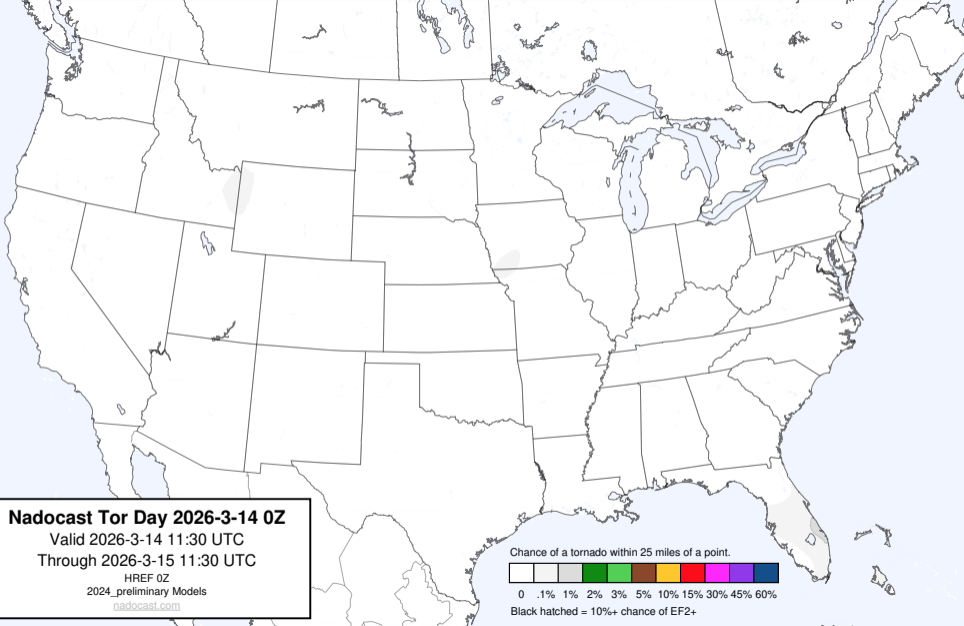 Nadocast Tor Day 2026-3-14 0Z
Valid 2026-3-14 11:30 UTC
Through 2026-3-15 11:30 UTC
HREF 0Z
2024_preliminary Models
nadocast.com
Chance of a tornado within 25 miles of a point.
0 .1% 1% 2% 3% 5% 10% 15% 30% 45% 60%
Black hatched = 10%+ chance of EF2+